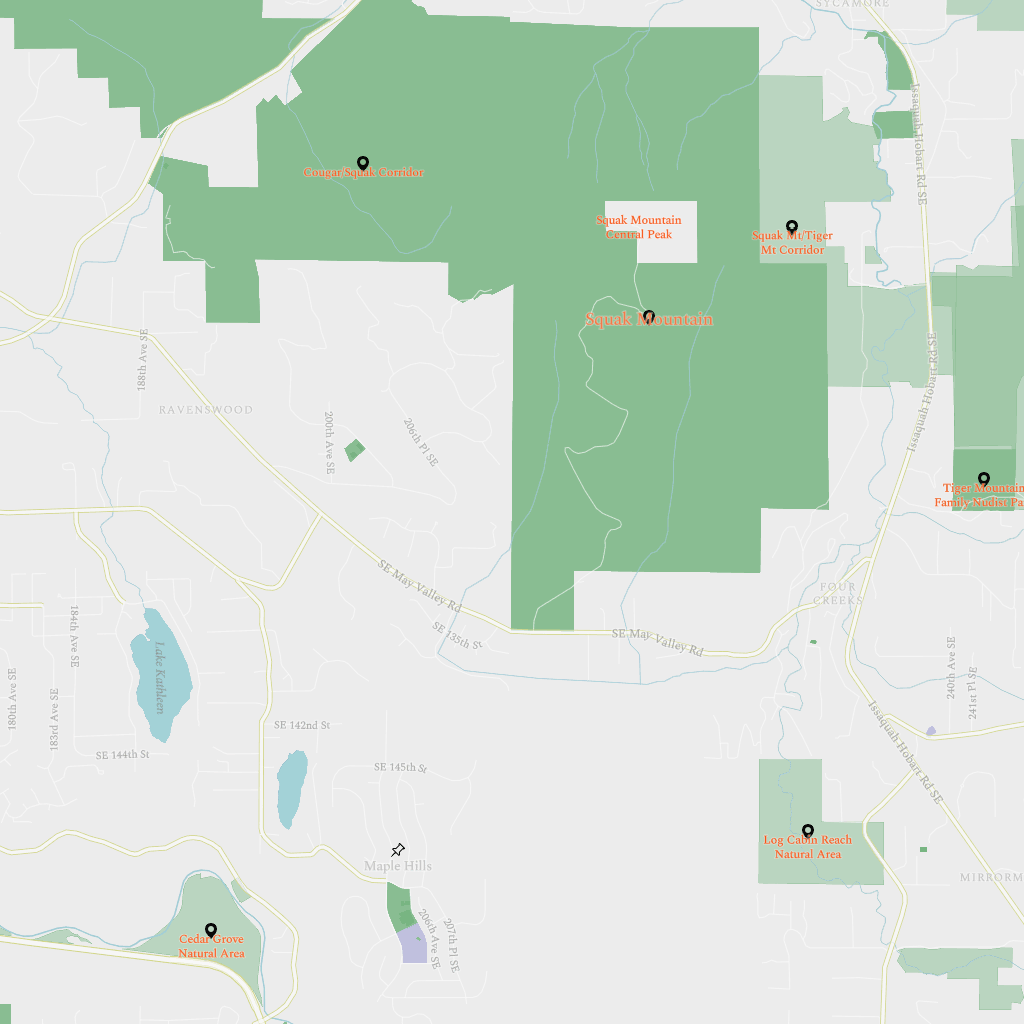 SYCAMORE
Issaquah Hobart Rd SE
Cougar/Squak Corridor
Squak Mountain
Central Peak
Squak Mt/Tiger
Mt Corridor
Squak Mountain
188th Ave SE
Issaquah Hobart Rd SE
RAVENSWOOD
200th Ave SE
206th Pl SE
Tiger Mountain
Family Nudist Pa
SE May Valley Rd
FOUR
CREEKS
184th Ave SE
Lake Kathleen
SE 135th St
SE May Valley Rd
180th Ave SE
183rd Ave SE
240th Ave SE
241st Pl SE
SE 142nd St
Issaquah Hobart Rd SE
SE 144th St
SE 145th St
Log Cabin Reach
Natural Area
Maple Hills
MIRRORM
206th Ave SE
207th Pl SE
Cedar Grove
Natural Area